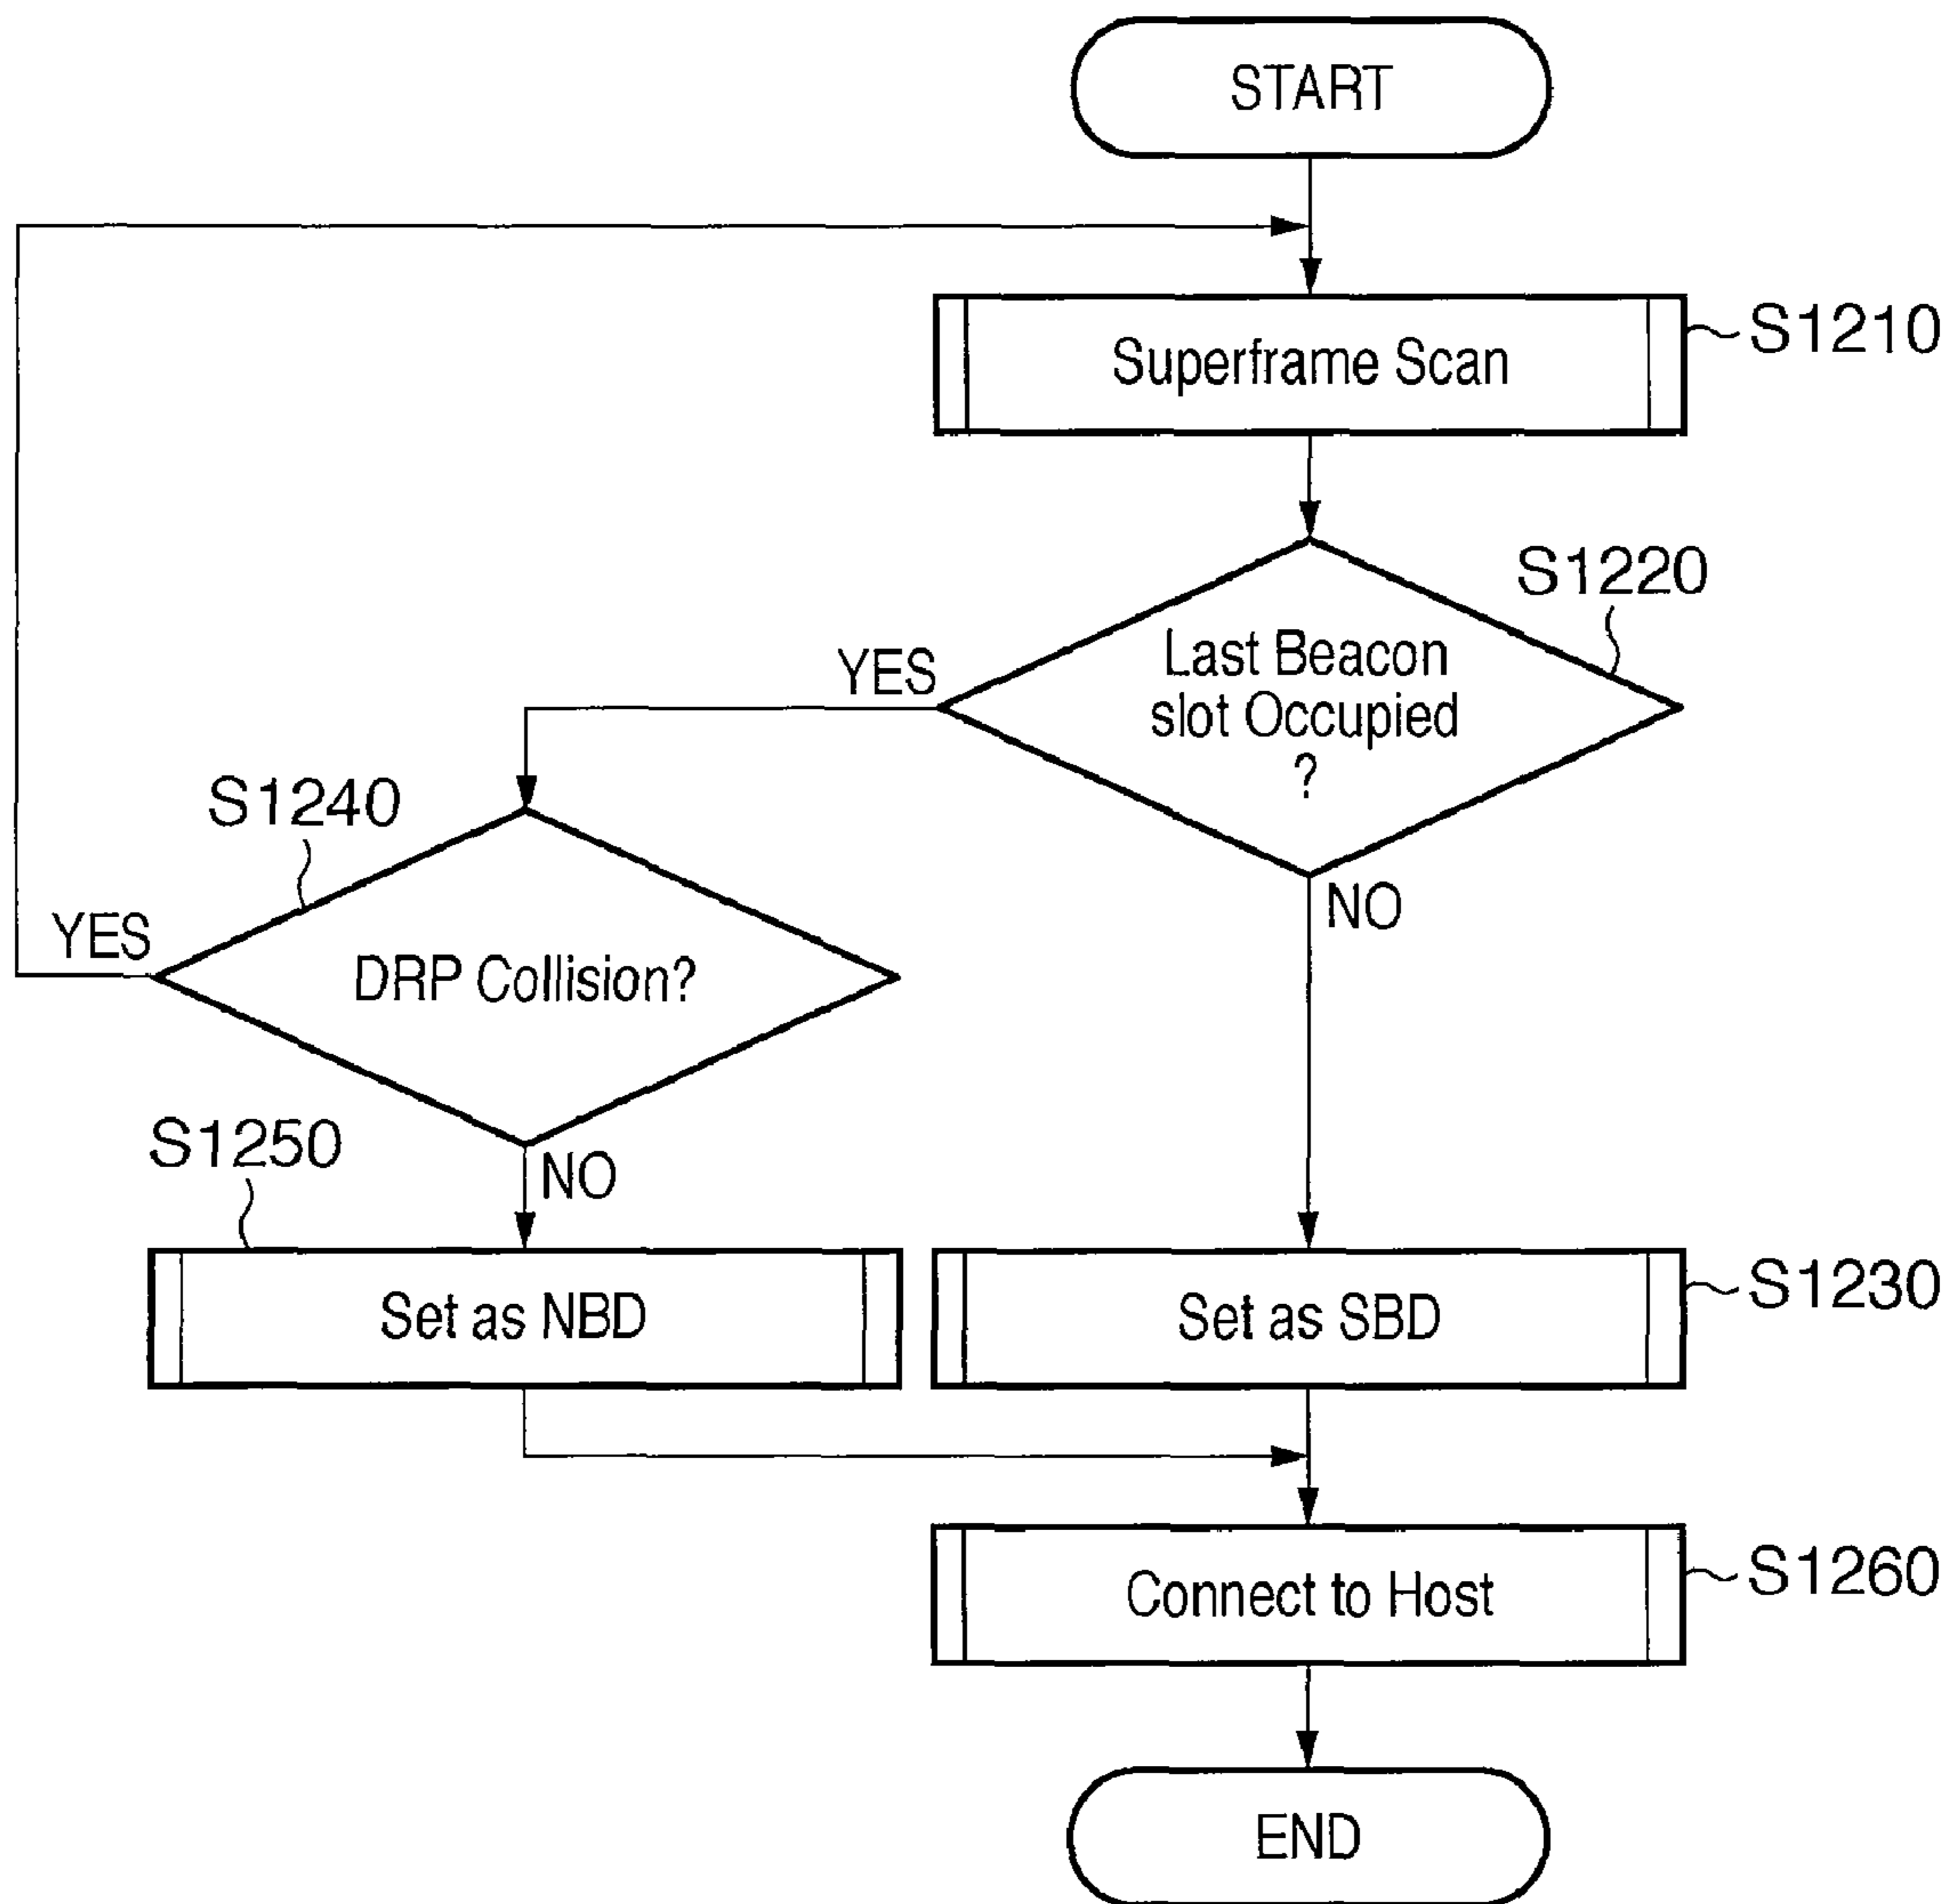 START
Superframe Scan
S1210
S1220
Last Beacon
slot Occupied
?
YES
NO
S1240
DRP Collision?
YES
NO
S1250
Set as NBD
Set as SBD
S1230
Connect to Host
S1260
END